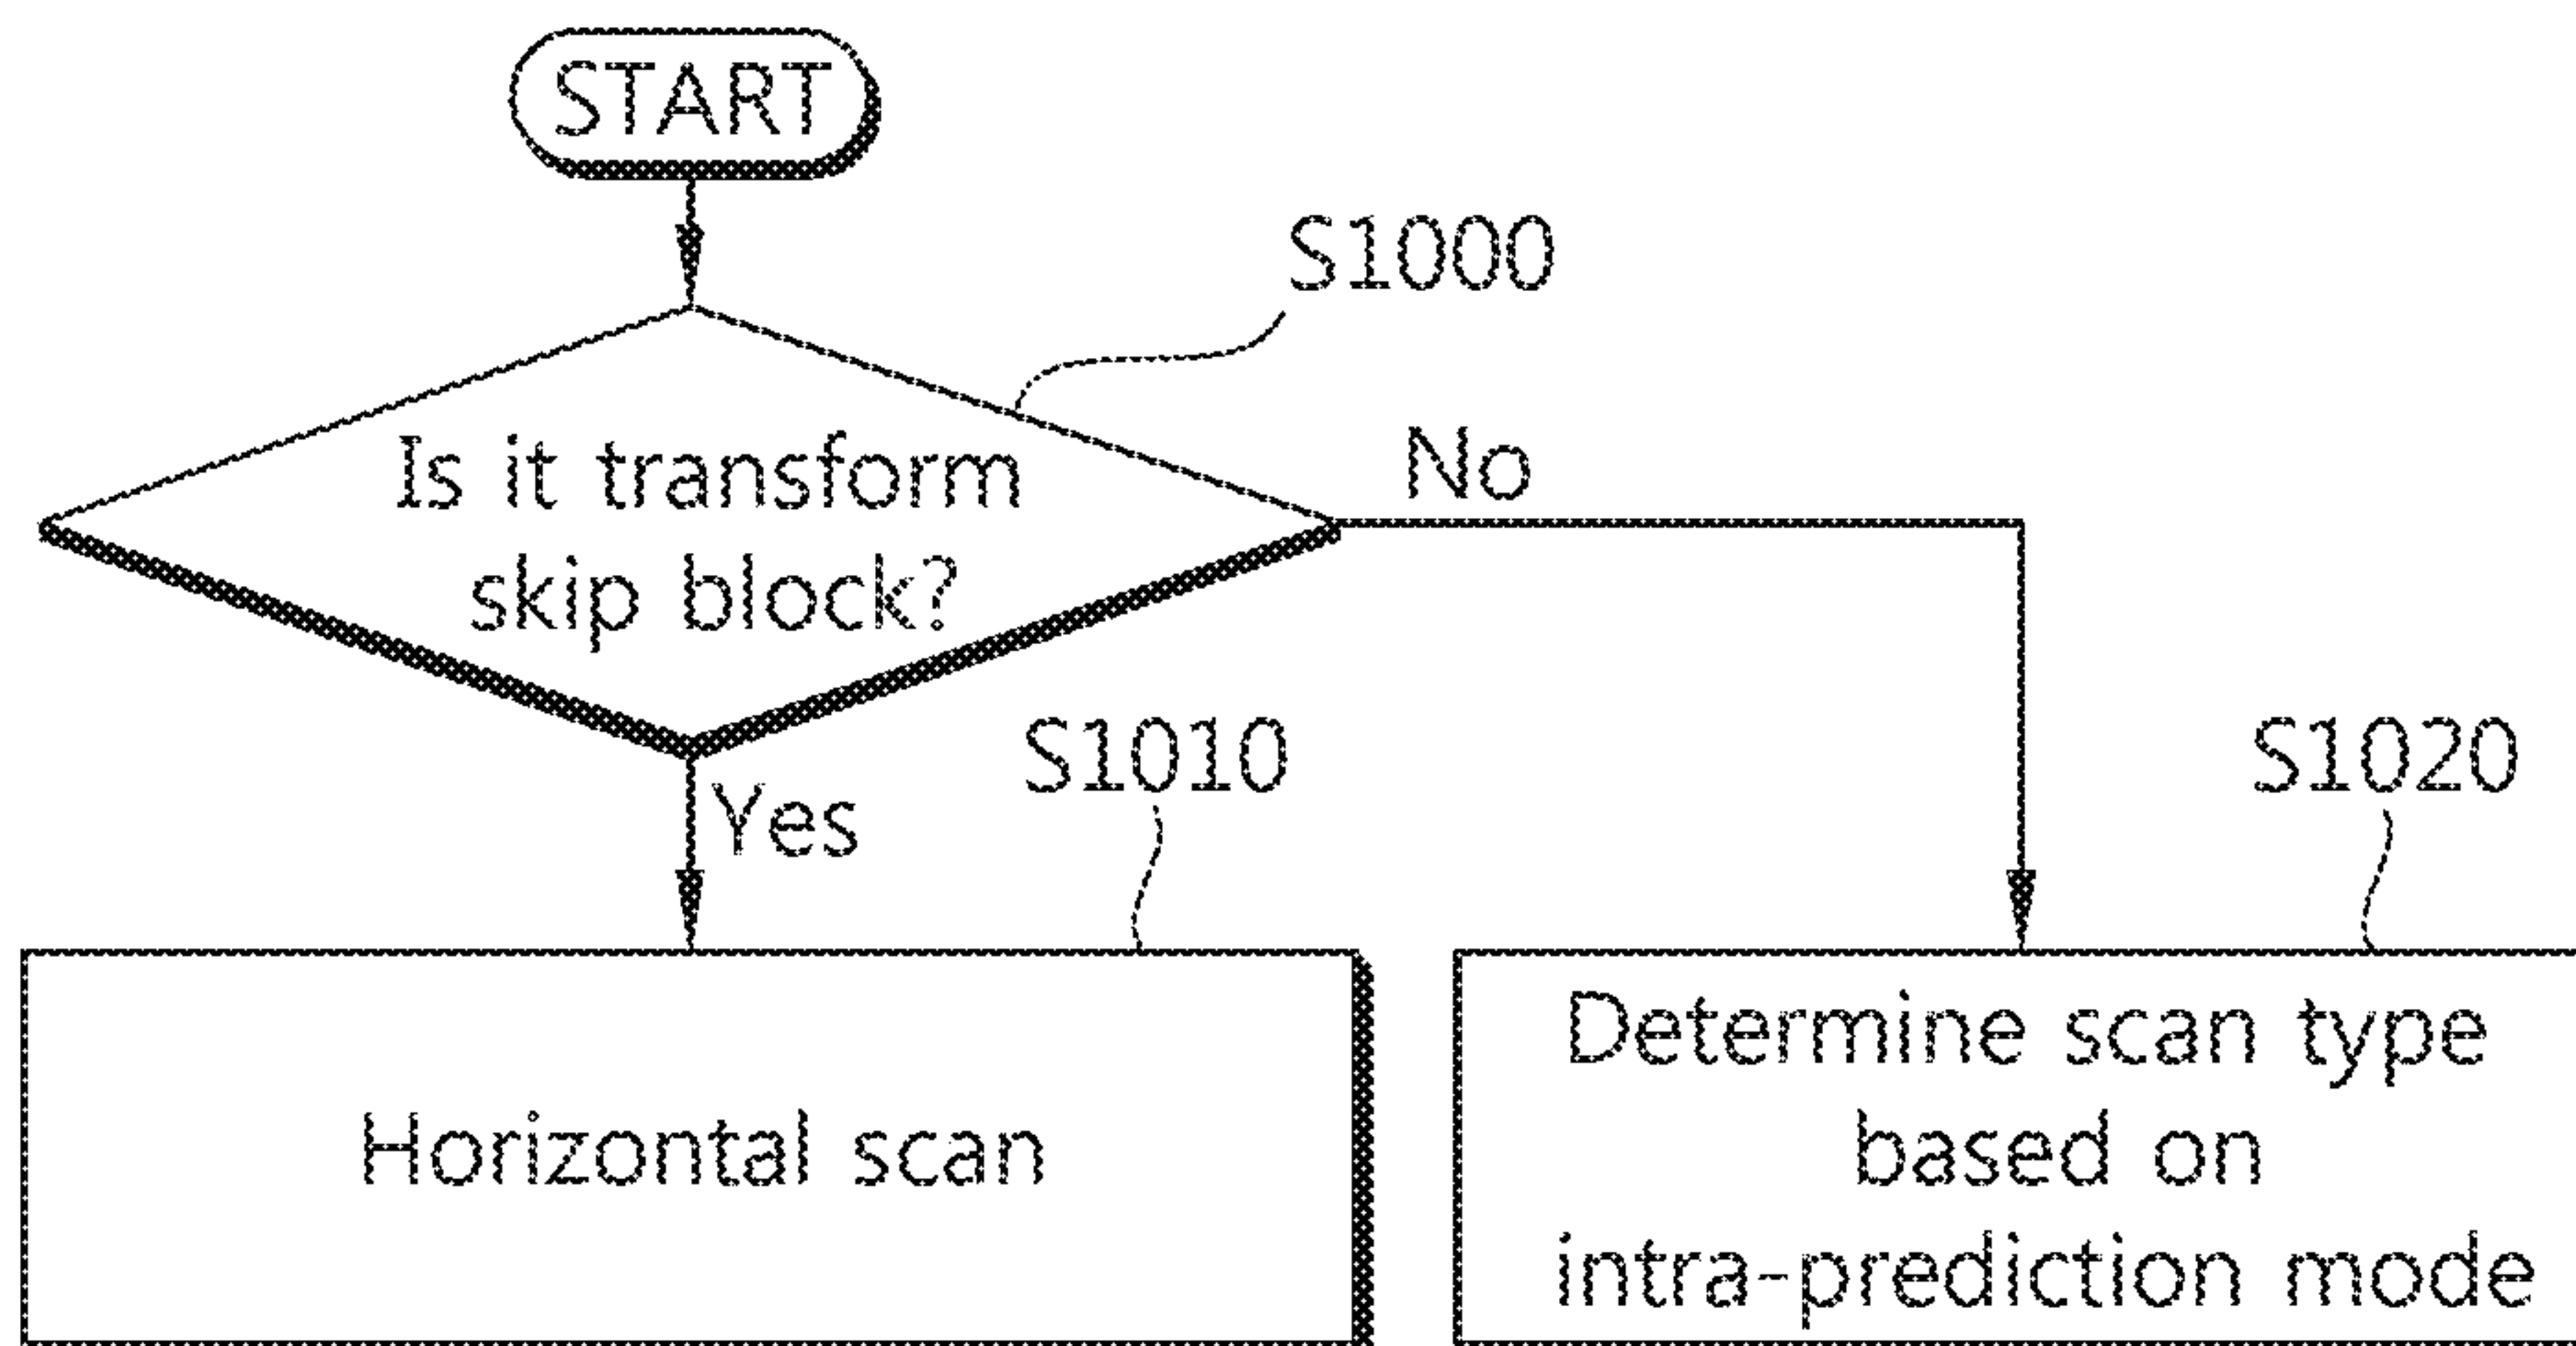 START
S1000
Is it transform
skip block?
No
Yes
S1010
S1020
Horizontal scan
Determine scan type
based on
intra-prediction mode